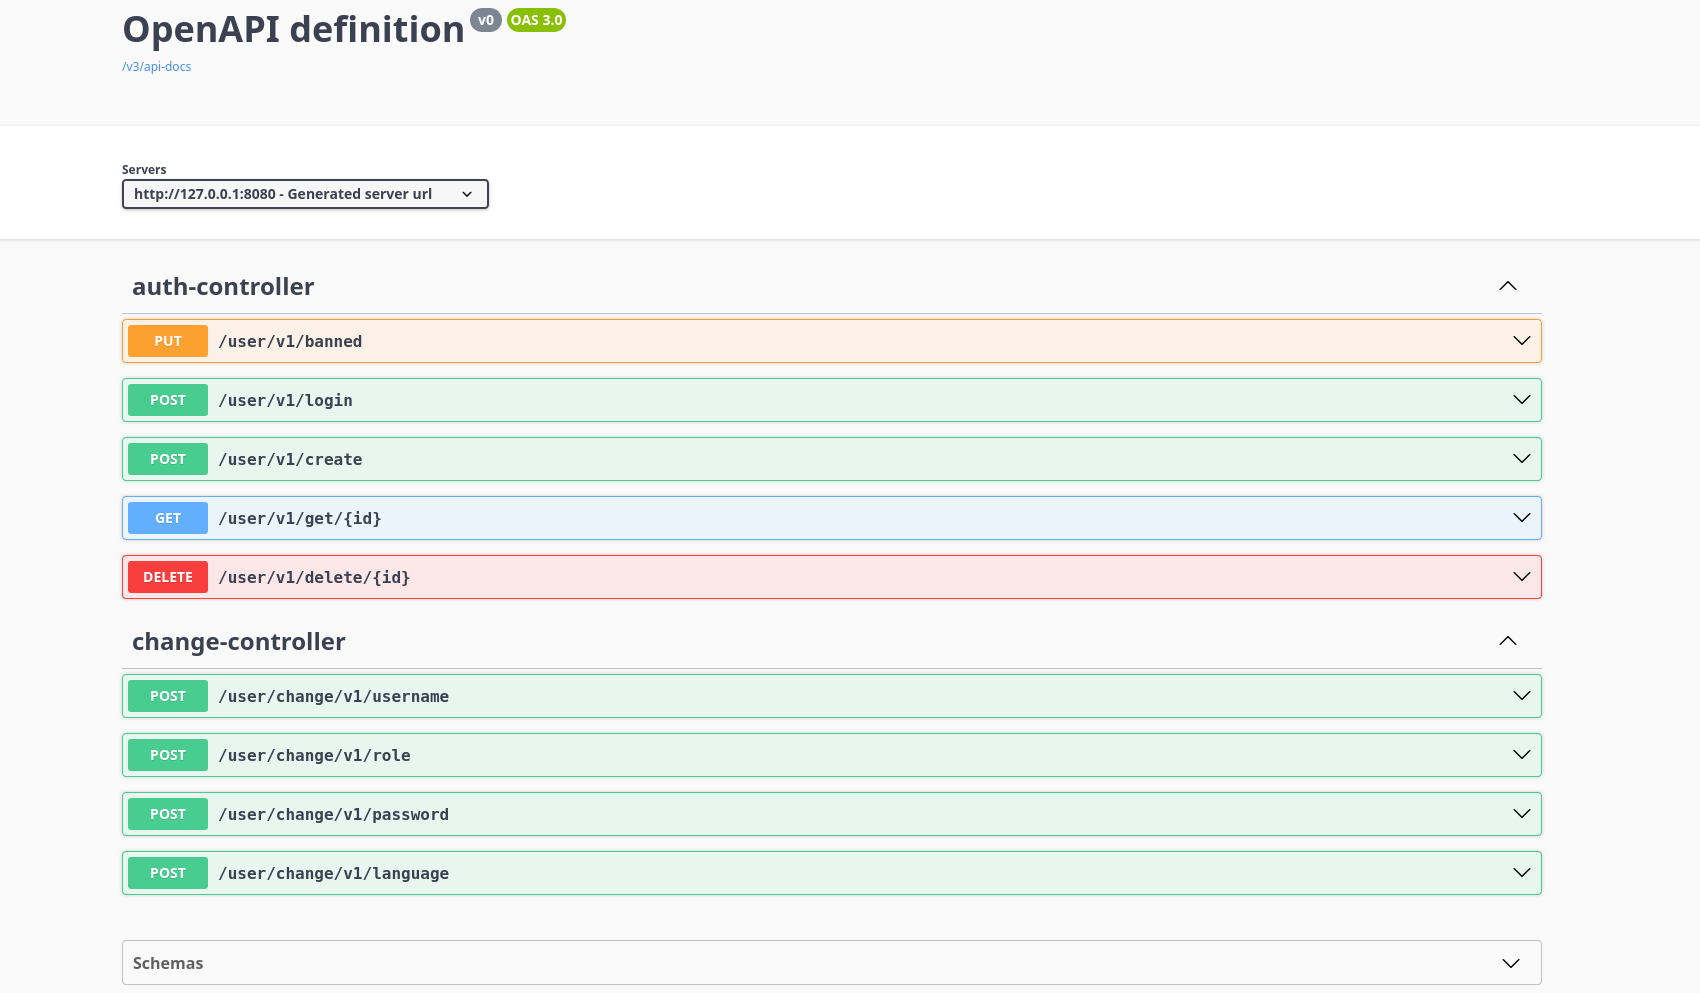 OpenAPI definition v0 OAS 3.0
/v3/api-docs
Servers
http://127.0.0.1:8080 - Generated server url
auth-controller
PUT /user/v1/banned
POST /user/v1/login
POST /user/v1/create
GET /user/v1/get/{id}
DELETE /user/v1/delete/{id}
change-controller
POST /user/change/v1/username
POST /user/change/v1/role
POST /user/change/v1/password
POST /user/change/v1/language
Schemas